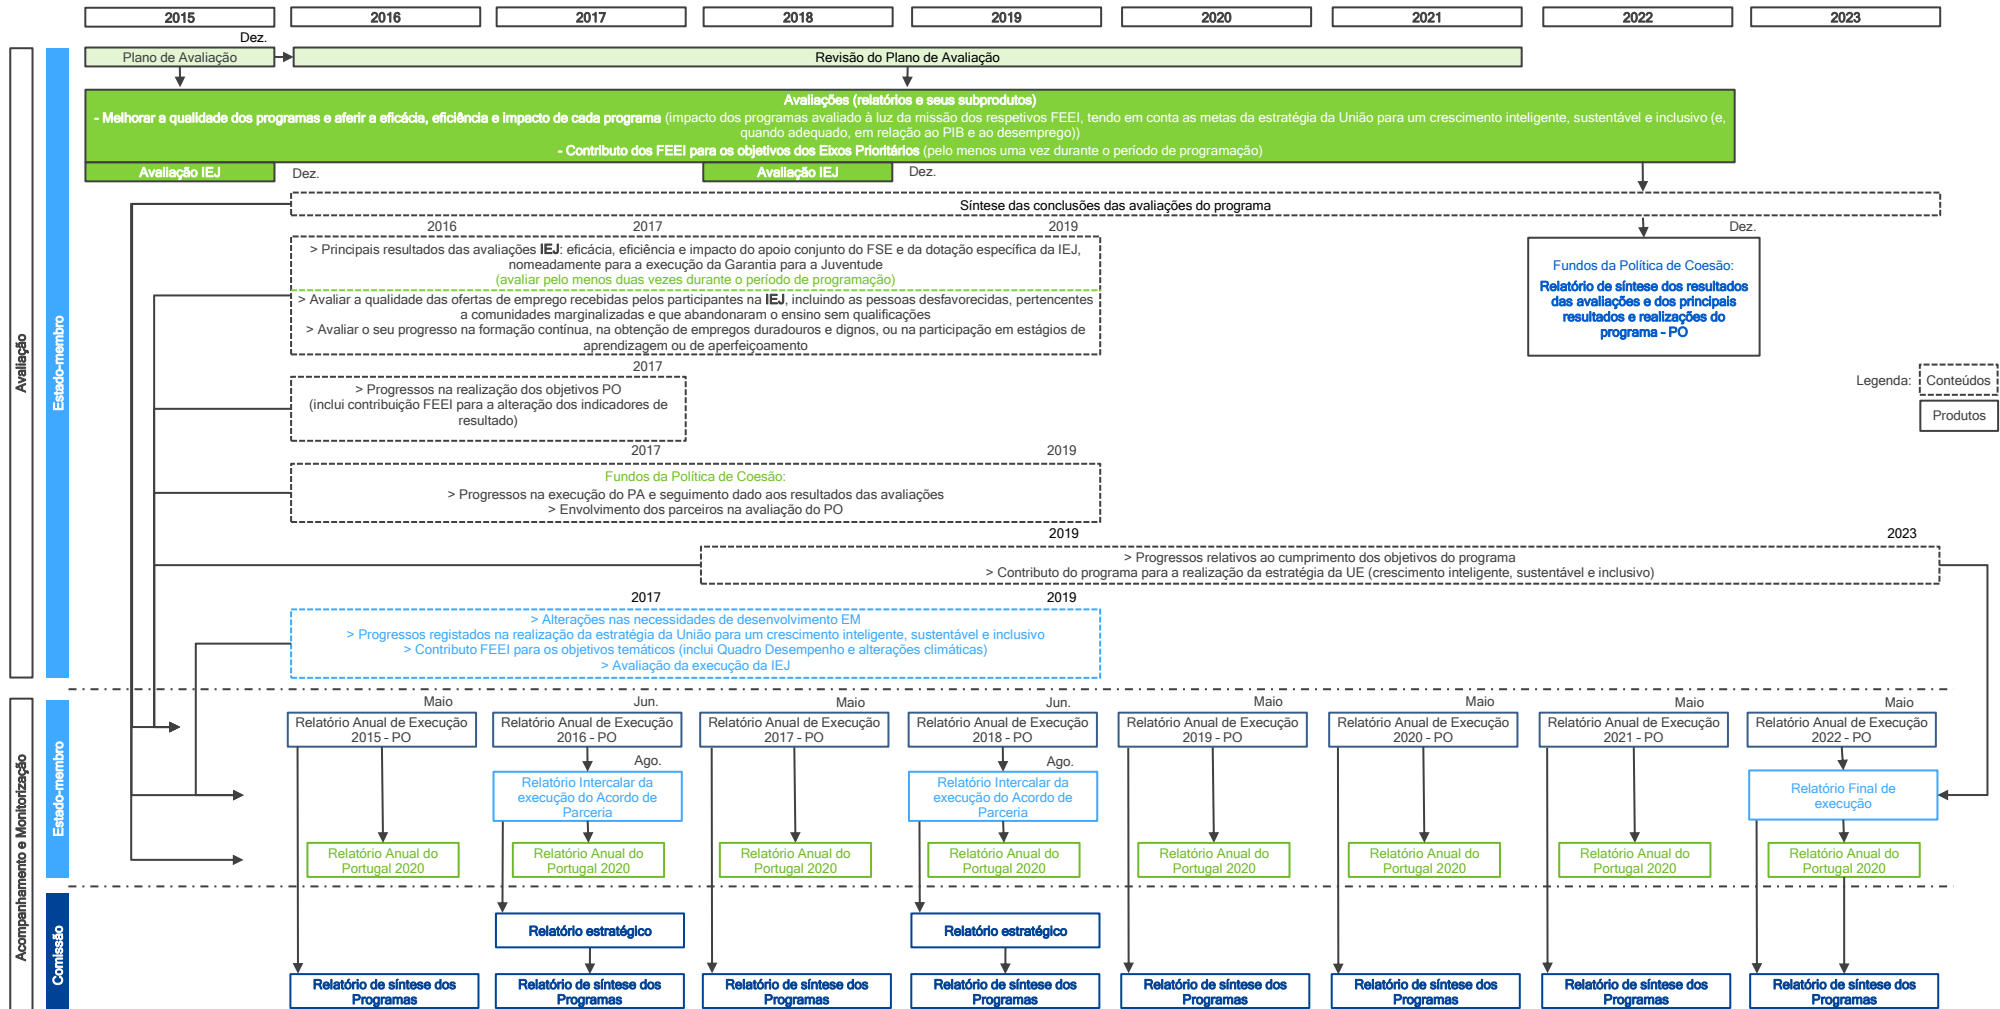 2015
2016
2017
2018
2019
2020
2021
2022
2023
Avaliação
Estado-membro
Dez.
Plano de Avaliação
Revisão do Plano de Avaliação
Avaliações (relatórios e seus subprodutos)
- Melhorar a qualidade dos programas e aferir a eficácia, eficiência e impacto de cada programa (impacto dos programas avaliado à luz da missão dos respetivos FEEI, tendo em conta as metas da estratégia da União para um crescimento inteligente, sustentável e inclusivo (e,
quando adequado, em relação ao PIB e ao desemprego))
- Contributo dos FEEI para os objetivos dos Eixos Prioritários (pelo menos uma vez durante o período de programação)
Avaliação IEJ
Dez.
Avaliação IEJ
Dez.
Síntese das conclusões das avaliações do programa
2016
2017
2019
Dez.
> Principais resultados das avaliações IEJ: eficácia, eficiência e impacto do apoio conjunto do FSE e da dotação específica da IEJ,
nomeadamente para a execução da Garantia para a Juventude
(avaliar pelo menos duas vezes durante o período de programação)
> Avaliar a qualidade das ofertas de emprego recebidas pelos participantes na IEJ, incluindo as pessoas desfavorecidas, pertencentes
a comunidades marginalizadas e que abandonaram o ensino sem qualificações
> Avaliar o seu progresso na formação contínua, na obtenção de empregos duradouros e dignos, ou na participação em estágios de
aprendizagem ou de aperfeiçoamento
Fundos da Política de Coesão:
Relatório de síntese dos resultados
das avaliações e dos principais
resultados e realizações do
programa - PO
2017
> Progressos na realização dos objetivos PO
(inclui contribuição FEEI para a alteração dos indicadores de
resultado)
Legenda:
Conteúdos
Produtos
2017
2019
Fundos da Política de Coesão:
> Progressos na execução do PA e seguimento dado aos resultados das avaliações
> Envolvimento dos parceiros na avaliação do PO
2019
2023
> Progressos relativos ao cumprimento dos objetivos do programa
> Contributo do programa para a realização da estratégia da UE (crescimento inteligente, sustentável e inclusivo)
2017
2019
> Alterações nas necessidades de desenvolvimento EM
> Progressos registados na realização da estratégia da União para um crescimento inteligente, sustentável e inclusivo
> Contributo FEEI para os objetivos temáticos (inclui Quadro Desempenho e alterações climáticas)
> Avaliação da execução da IEJ
Acompanhamento e Monitorização
Estado-membro
Maio
Jun.
Maio
Jun.
Maio
Maio
Maio
Maio
Relatório Anual de Execução
2015 - PO
Relatório Anual de Execução
2016 - PO
Relatório Anual de Execução
2017 - PO
Relatório Anual de Execução
2018 - PO
Relatório Anual de Execução
2019 - PO
Relatório Anual de Execução
2020 - PO
Relatório Anual de Execução
2021 - PO
Relatório Anual de Execução
2022 - PO
Ago.
Ago.
Relatório Intercalar da
execução do Acordo de
Parceria
Relatório Intercalar da
execução do Acordo de
Parceria
Relatório Final de
execução
Relatório Anual do
Portugal 2020
Relatório Anual do
Portugal 2020
Relatório Anual do
Portugal 2020
Relatório Anual do
Portugal 2020
Relatório Anual do
Portugal 2020
Relatório Anual do
Portugal 2020
Relatório Anual do
Portugal 2020
Relatório Anual do
Portugal 2020
Comissão
Relatório estratégico
Relatório estratégico
Relatório de síntese dos
Programas
Relatório de síntese dos
Programas
Relatório de síntese dos
Programas
Relatório de síntese dos
Programas
Relatório de síntese dos
Programas
Relatório de síntese dos
Programas
Relatório de síntese dos
Programas
Relatório de síntese dos
Programas